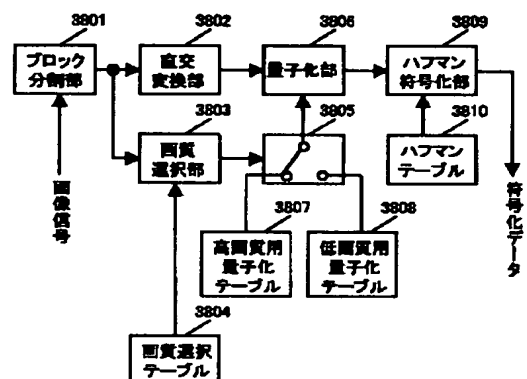 3801
3802
3806
3809
ブロック
分割部
直交
変換部
量子化部
ハフマン
符号化部
3803
3805
3810
画質
選択部
ハフマン
テーブル
画像信号
符号化データ
3807
3808
高画質用
量子化
テーブル
低画質用
量子化
テーブル
3804
画質選択
テーブル